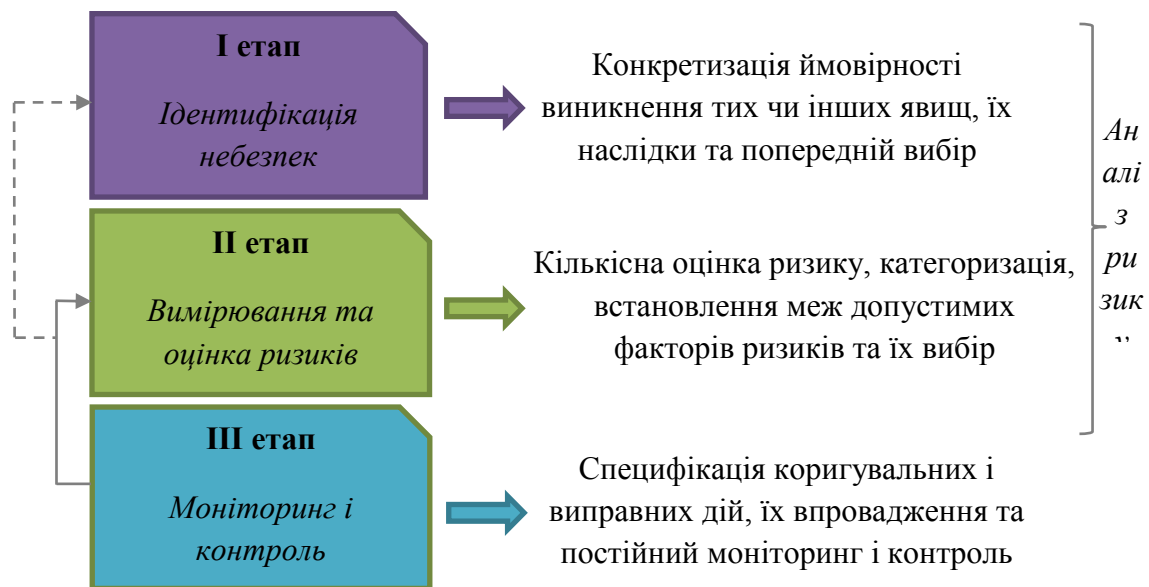 I етап
Ідентифікація
небезпек
Конкретизація ймовірності
виникнення тих чи інших явищ, їх
наслідки та попередній вибір
II етап
Вимірювання та
оцінка ризиків
Кількісна оцінка ризику, категоризація,
встановлення меж допустимих
факторів ризиків та їх вибір
III етап
Моніторинг і
контроль
Специфікація коригувальних і
виправних дій, їх впровадження та
постійний моніторинг і контроль
Ан
алі
з
ри
зик